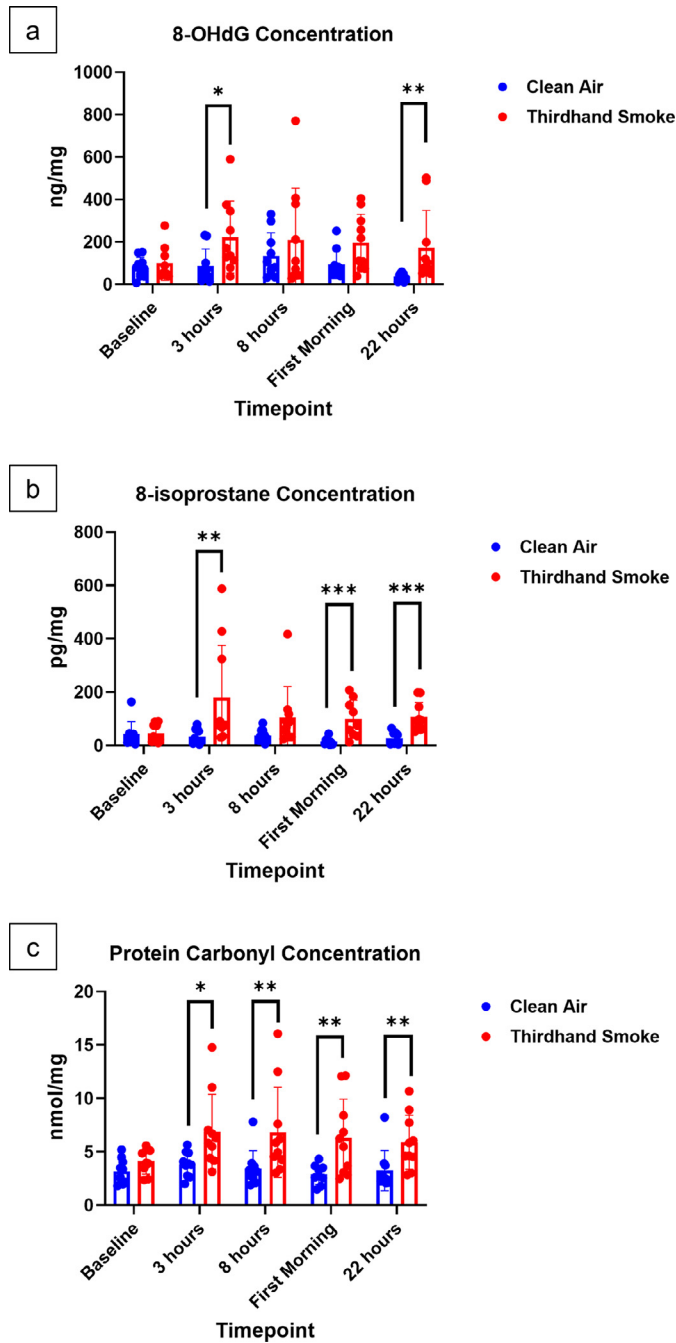 a
8-OHdG Concentration
1000
800
600
400
200
0
ng/mg
*
**
Clean Air
Thirdhand Smoke
Baseline
3 hours
8 hours
First Morning
22 hours
Timepoint
b
8-isoprostane Concentration
800
600
400
200
0
pg/mg
**
***
***
Clean Air
Thirdhand Smoke
Baseline
3 hours
8 hours
First Morning
22 hours
Timepoint
c
Protein Carbonyl Concentration
20
15
10
5
0
nmol/mg
*
**
**
**
Clean Air
Thirdhand Smoke
Baseline
3 hours
8 hours
First Morning
22 hours
Timepoint